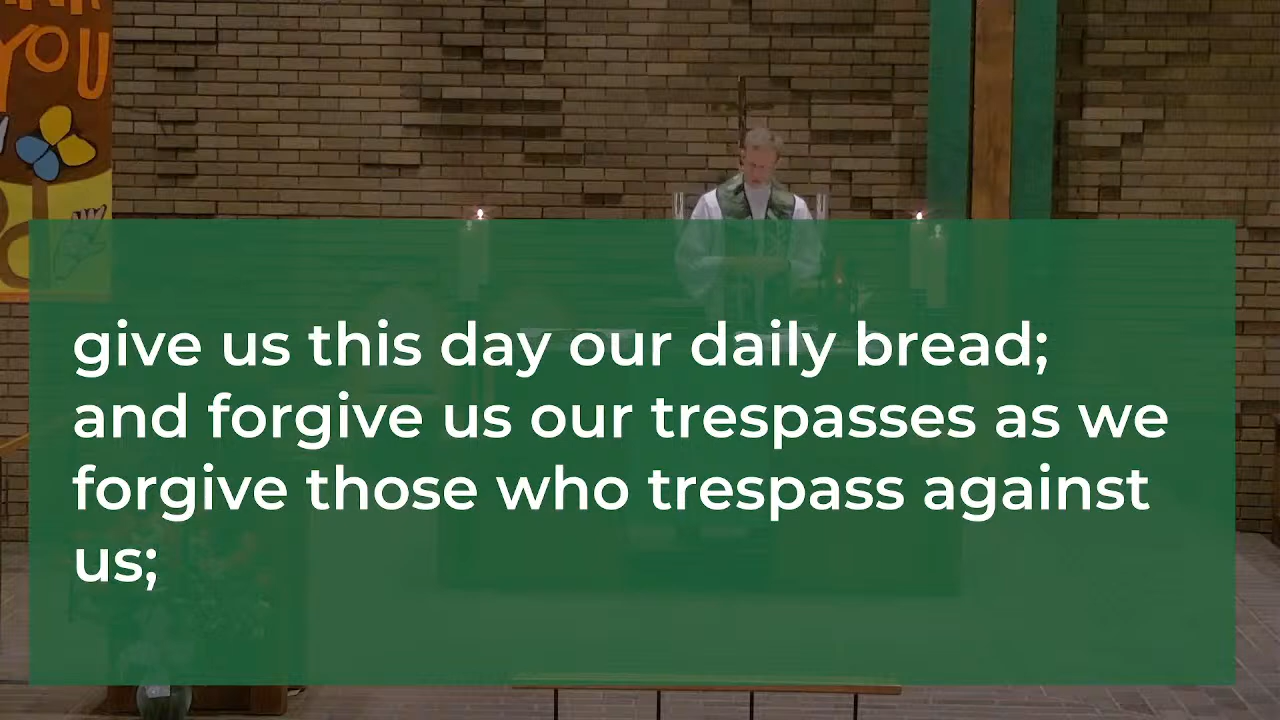 YOU
give us this day our daily bread;
and forgive us our trespasses as we
forgive those who trespass against
us;